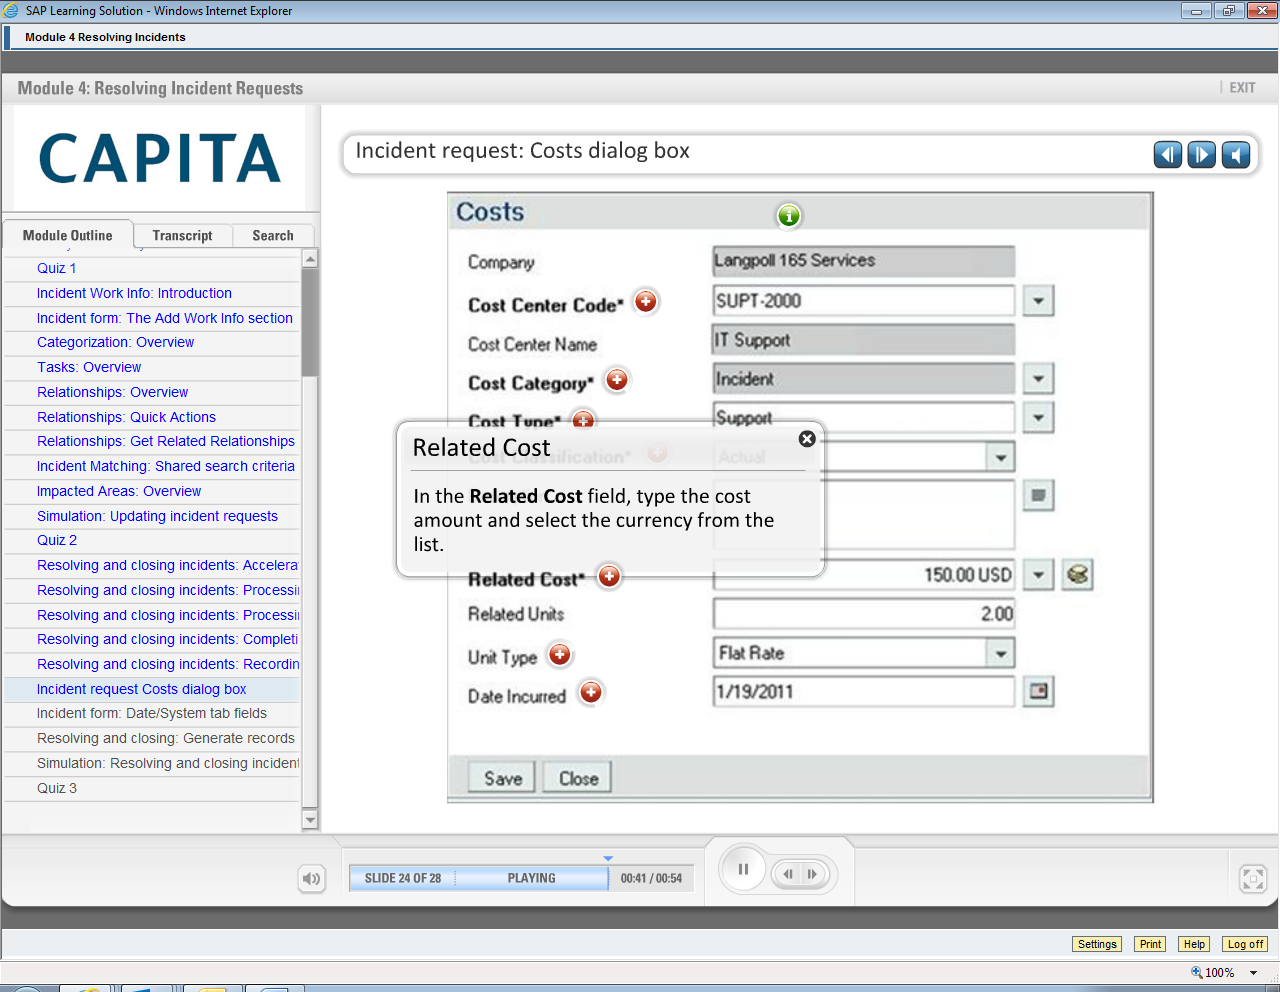 SAP Learning Solution - Windows Internet Explorer
Module 4 Resolving Incidents
Module 4: Resolving Incident Requests
EXIT
CAPITA
Incident request: Costs dialog box
Module Outline
Transcript
Search
Quiz 1
Incident Work Info: Introduction
Incident form: The Add Work Info section
Categorization: Overview
Tasks: Overview
Relationships: Overview
Relationships: Quick Actions
Relationships: Get Related Relationships
Incident Matching: Shared search criteria
Impacted Areas: Overview
Simulation: Updating incident requests
Quiz 2
Resolving and closing incidents: Accelera
Resolving and closing incidents: Processi
Resolving and closing incidents: Processi
Resolving and closing incidents: Completi
Resolving and closing incidents: Recordin
Incident request Costs dialog box
Incident form: Date/System tab fields
Resolving and closing: Generate records
Simulation: Resolving and closing incident
Quiz 3
Costs
Company Langpoll 165 Services
Cost Center Code* SUPT-2000
Cost Center Name IT Support
Cost Category* Incident
Cost Type* Support
Cost Classification* Actual
Related Cost
In the Related Cost field, type the cost
amount and select the currency from the
list.
Related Cost* 150.00 USD
Related Units 2.00
Unit Type Flat Rate
Date Incurred 1/19/2011
Save Close
SLIDE 24 OF 28 PLAYING 00:41 / 00:54
Settings Print Help Log off
100%